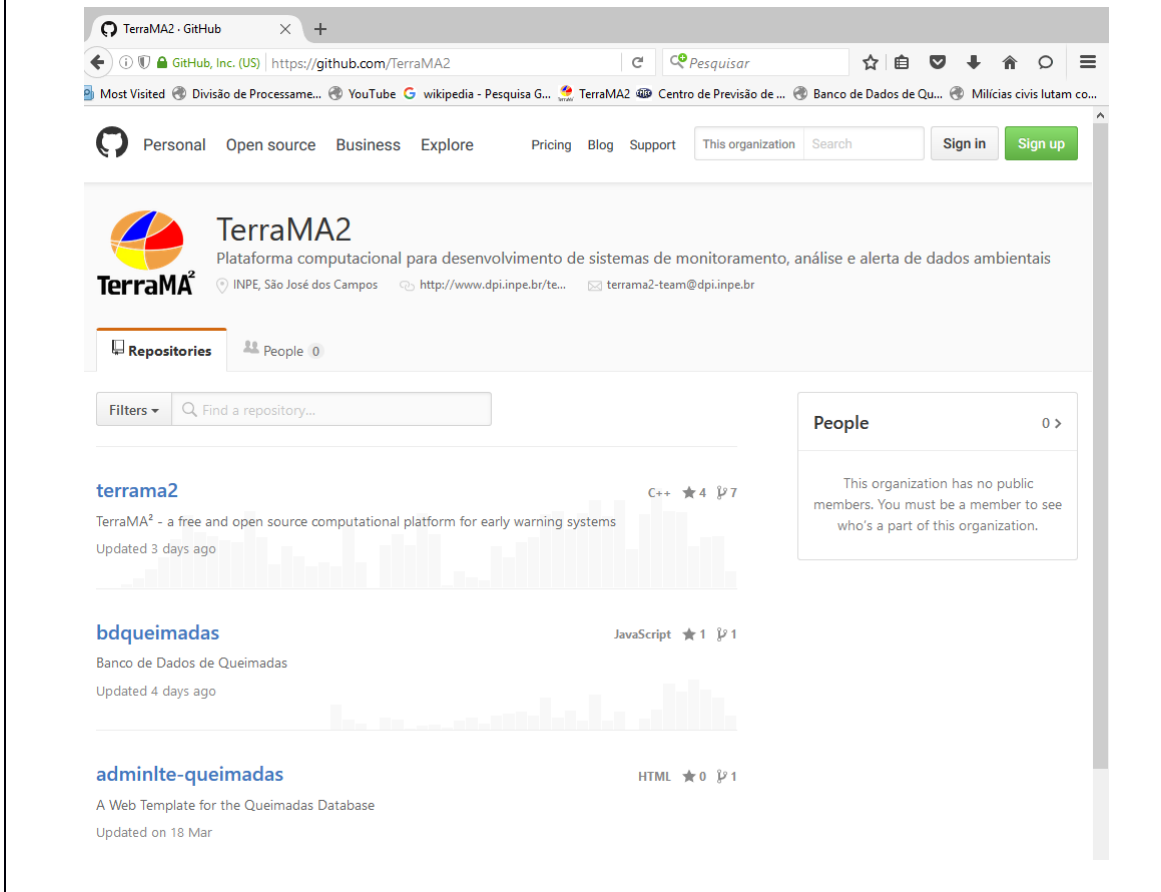 TerraMA2 · GitHub
GitHub, Inc. (US) https://github.com/TerraMA2 Pesquisar
Most Visited Divisão de Processame... YouTube wikipedia - Pesquisa G... TerraMA2 Centro de Previsão de ... Banco de Dados de Qu... Milícias civis lutam co...
Personal Open source Business Explore Pricing Blog Support This organization Search Sign in Sign up
TerraMA2
Plataforma computacional para desenvolvimento de sistemas de monitoramento, análise e alerta de dados ambientais
TerraMA² INPE, São José dos Campos http://www.dpi.inpe.br/te... terrama2-team@dpi.inpe.br
Repositories People 0
Filters Find a repository...
People 0
This organization has no public
members. You must be a member to see
who's a part of this organization.
terrama2 C++ 4 7
TerraMA² - a free and open source computational platform for early warning systems
Updated 3 days ago
bdqueimadas JavaScript 1 1
Banco de Dados de Queimadas
Updated 4 days ago
adminlte-queimadas HTML 0 1
A Web Template for the Queimadas Database
Updated on 18 Mar